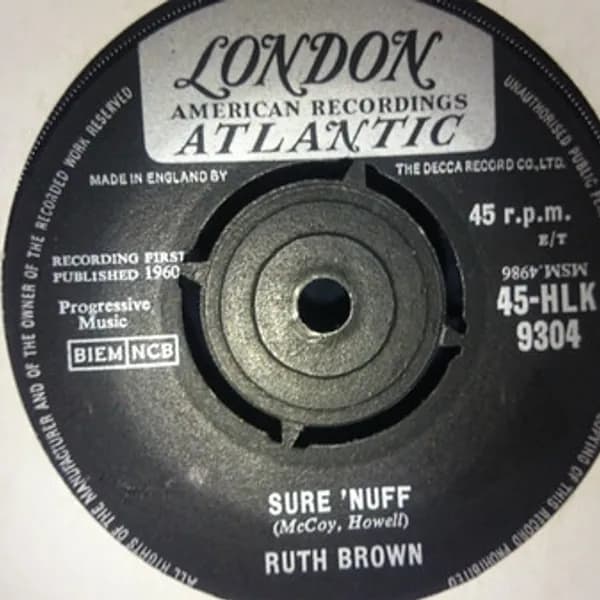 LONDON
AMERICAN RECORDINGS
ATLANTIC
MADE IN ENGLAND BY
THE DECCA RECORD CO., LTD.
45 r.p.m.
E/T
RECORDING FIRST
PUBLISHED 1960
MSM.4986
45-HLK
9304
Progressive
Music
BIEM NCB
SURE 'NUFF
(McCoy, Howell)
RUTH BROWN
ALL RIGHTS OF THE MANUFACTURER AND OF THE OWNER OF THE RECORDED WORK RESERVED
UNAUTHORISED PUBLIC
COPYING OF THIS RECORD PROHIBITED